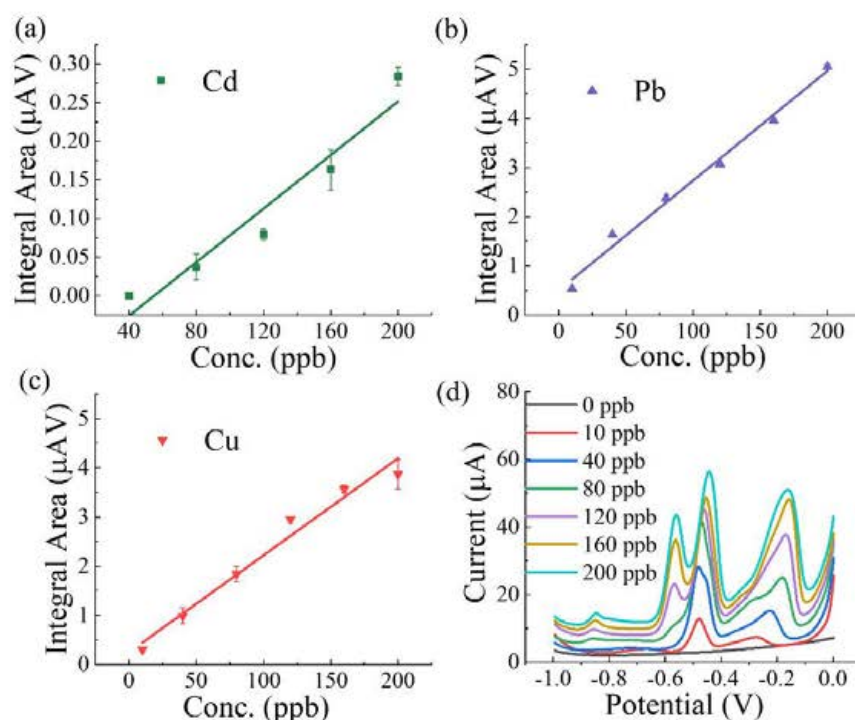 (a)
Cd
Integral Area (µAV)
0.30
0.25
0.20
0.15
0.10
0.05
0.00
40 80 120 160 200
Conc. (ppb)
(b)
Pb
Integral Area (µAV)
5
4
3
2
1
0
0 50 100 150 200
Conc. (ppb)
(c)
Cu
Integral Area (µAV)
5
4
3
2
1
0
0 50 100 150 200
Conc. (ppb)
(d)
Current (µA)
80
60
40
20
0
0 ppb
10 ppb
40 ppb
80 ppb
120 ppb
160 ppb
200 ppb
-1.0 -0.8 -0.6 -0.4 -0.2 0.0
Potential (V)